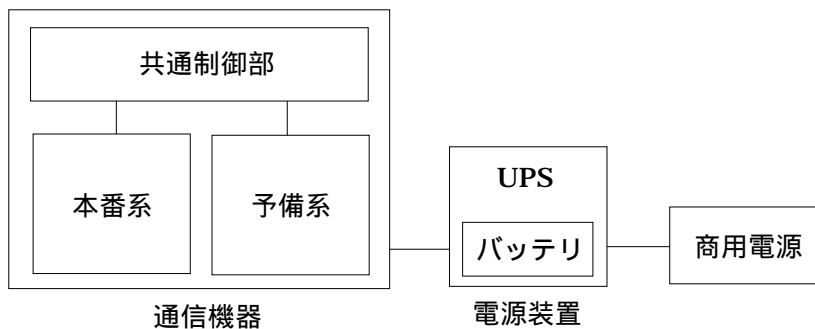 共通制御部
本番系
予備系
UPS
バッテリ
商用電源
通信機器
電源装置